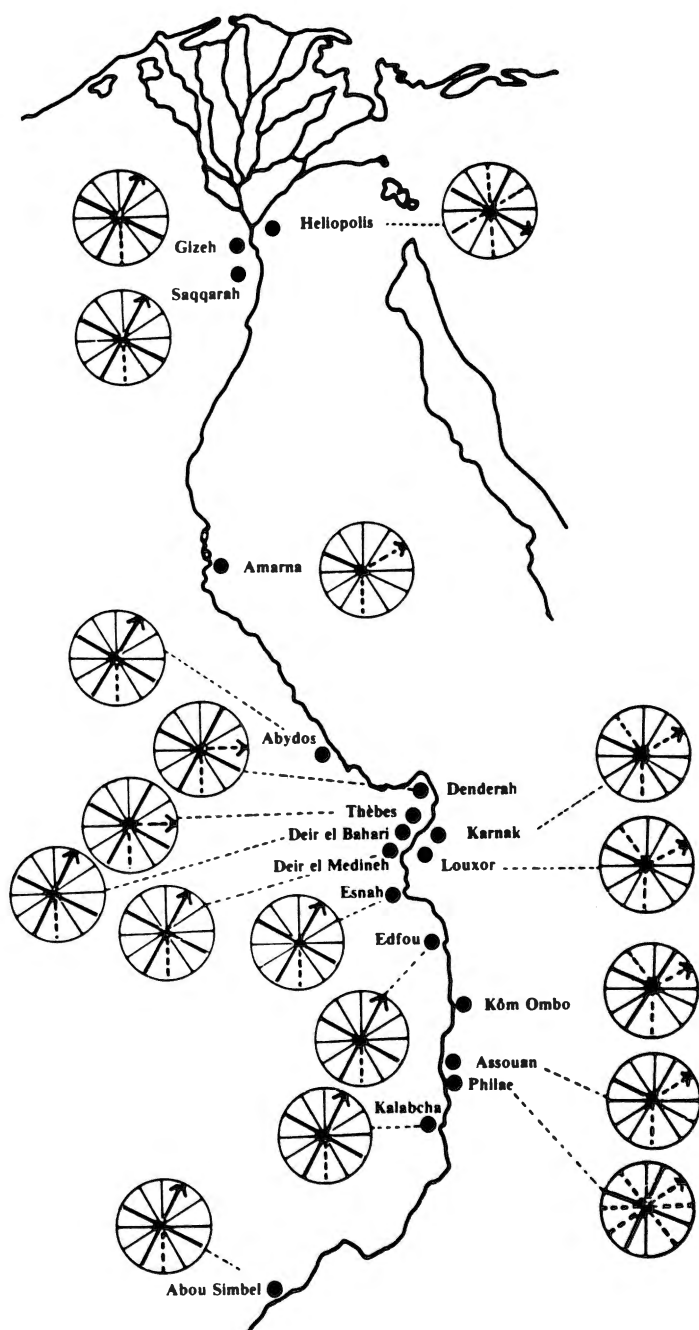 Heliopolis
Gizeh
Saqqarah
Amarna
Abydos
Denderah
Thèbes
Deir el Bahari
Karnak
Deir el Medineh
Louxor
Esnah
Edfou
Kôm Ombo
Assouan
Philae
Kalabcha
Abou Simbel